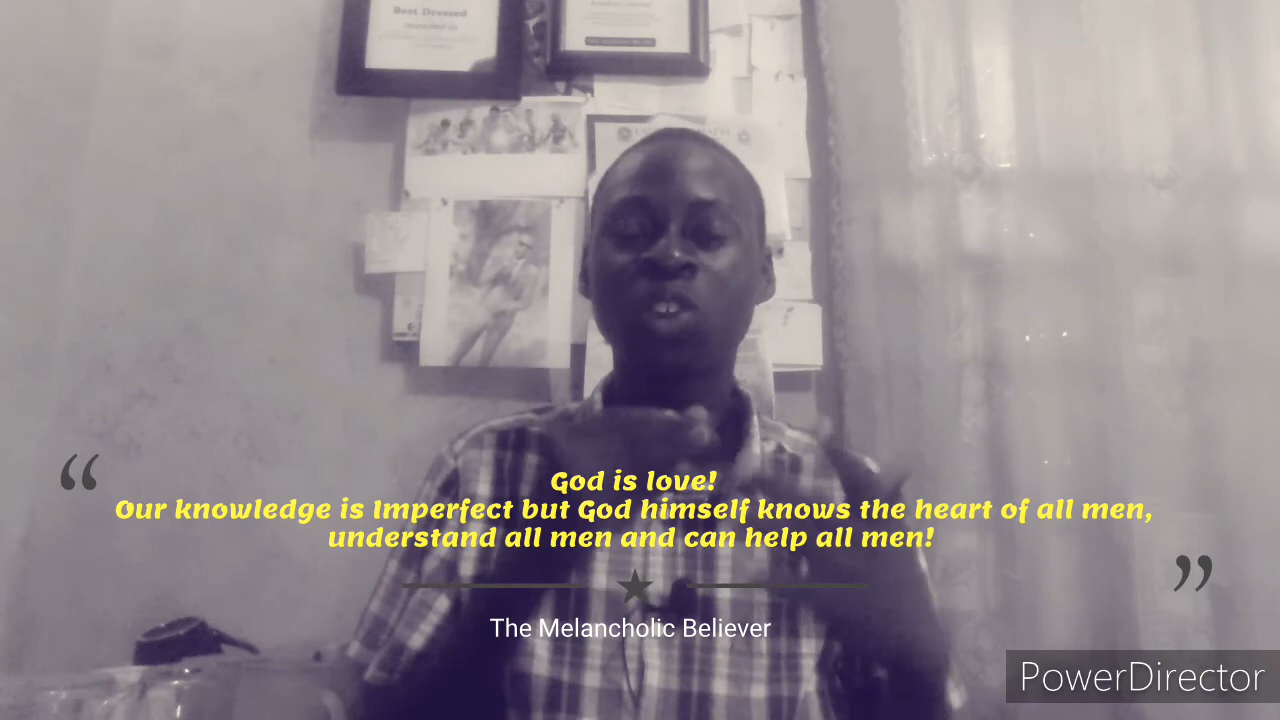 Best Dressed
“
God is love!
Our knowledge is Imperfect but God himself knows the heart of all men,
understand all men and can help all men!
”
The Melancholic Believer
PowerDirector